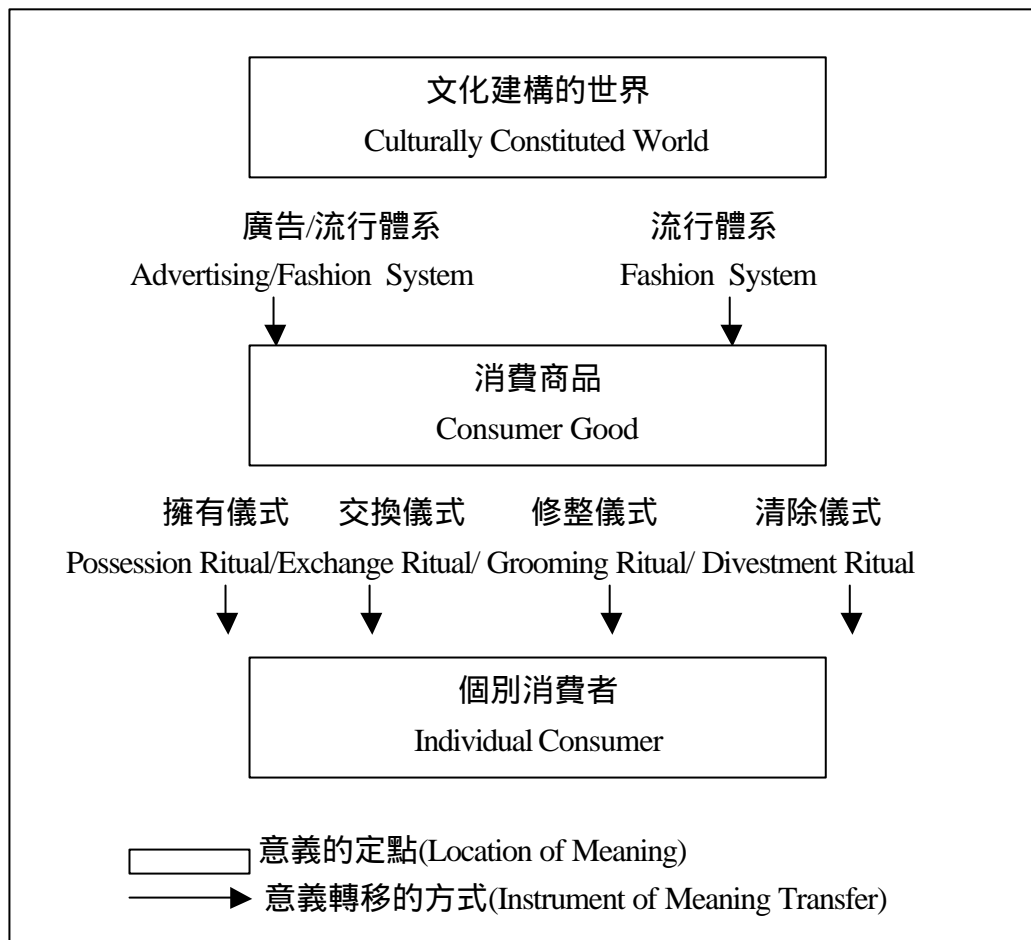 文化建構的世界
Culturally Constituted World
廣告/流行體系 流行體系
Advertising/Fashion System Fashion System
消費商品
Consumer Good
擁有儀式 交換儀式 修整儀式 清除儀式
Possession Ritual/Exchange Ritual/ Grooming Ritual/ Divestment Ritual
個別消費者
Individual Consumer
意義的定點(Location of Meaning)
意義轉移的方式(Instrument of Meaning Transfer)